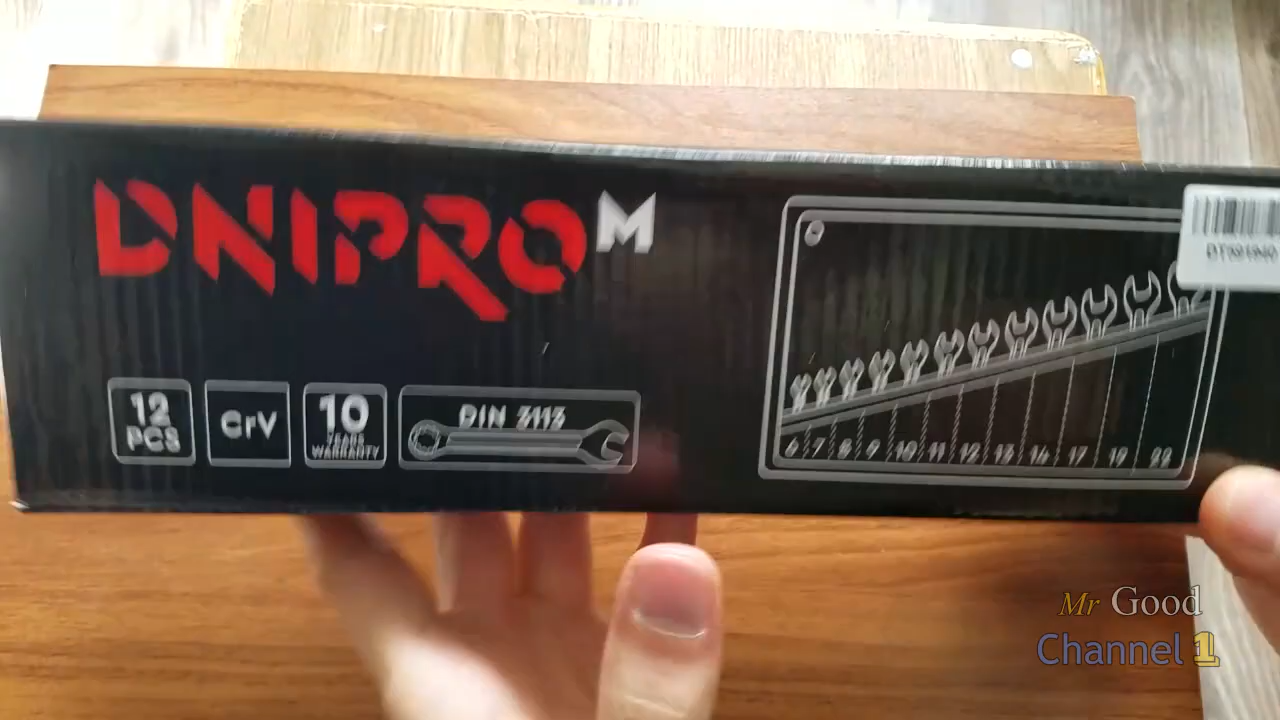 DNIPRO M
12
PCS
CrV
10
YEARS
WARRANTY
DIN 3113
6 7 8 9 10 11 12 13 14 17 19 22
Mr Good
Channel 1